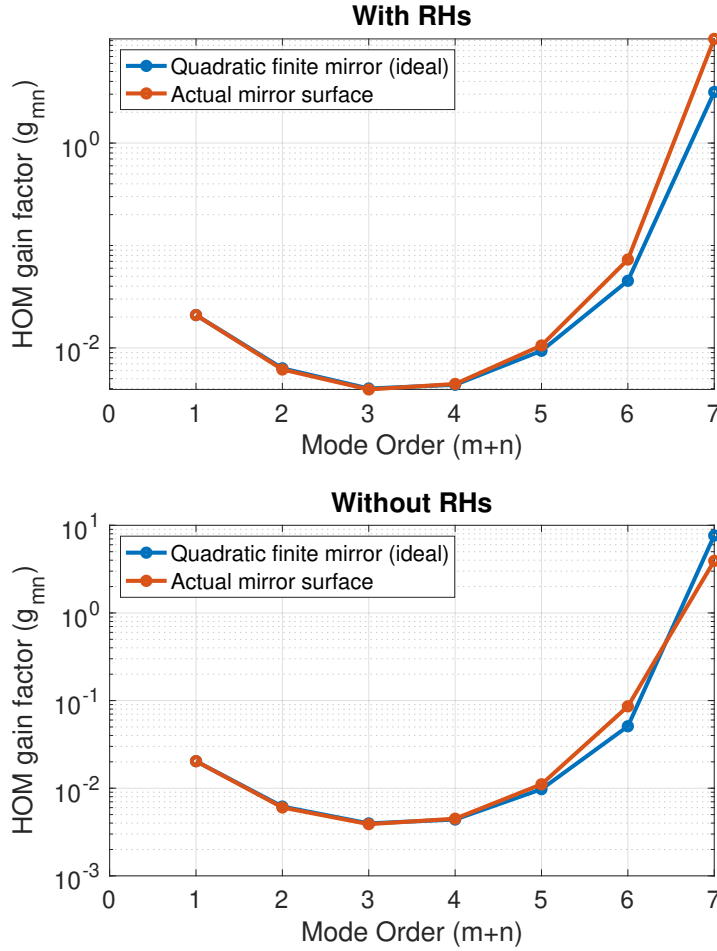 With RHs
Quadratic finite mirror (ideal)
Actual mirror surface
HOM gain factor (g_mn)
10^0
10^-2
0 1 2 3 4 5 6 7
Mode Order (m+n)
Without RHs
Quadratic finite mirror (ideal)
Actual mirror surface
HOM gain factor (g_mn)
10^1
10^0
10^-1
10^-2
10^-3
0 1 2 3 4 5 6 7
Mode Order (m+n)